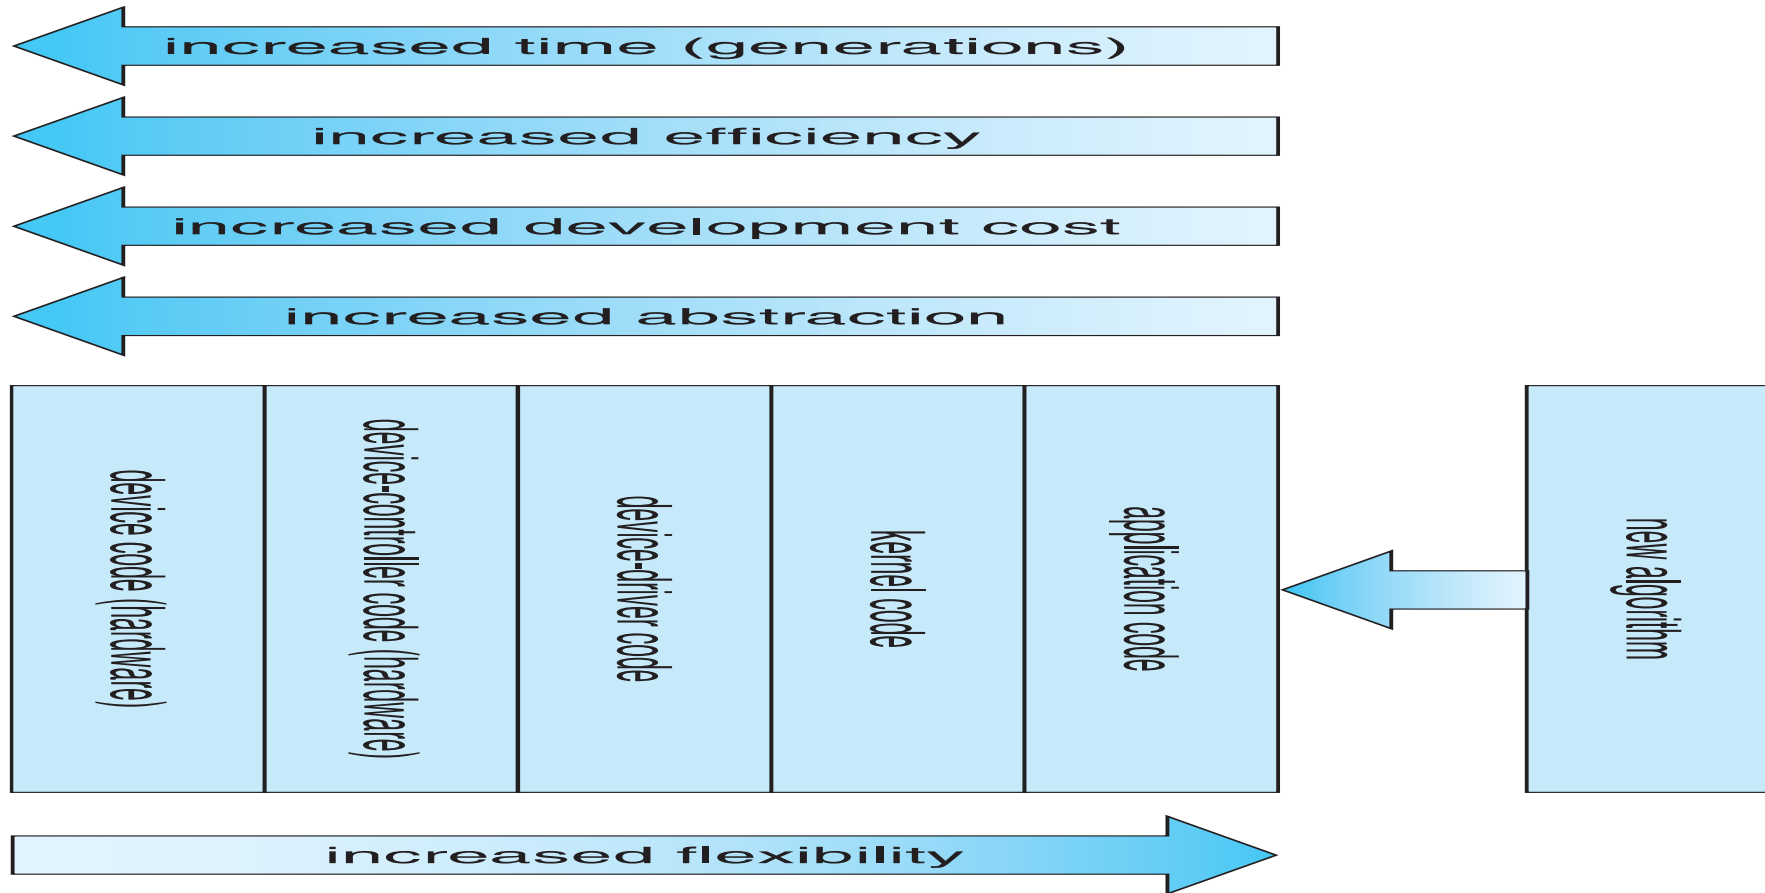 increased time (generations)
increased efficiency
increased development cost
increased abstraction
device code (hardware)
device-controller code (hardware)
device-driver code
kernel code
application code
new algorithm
increased flexibility